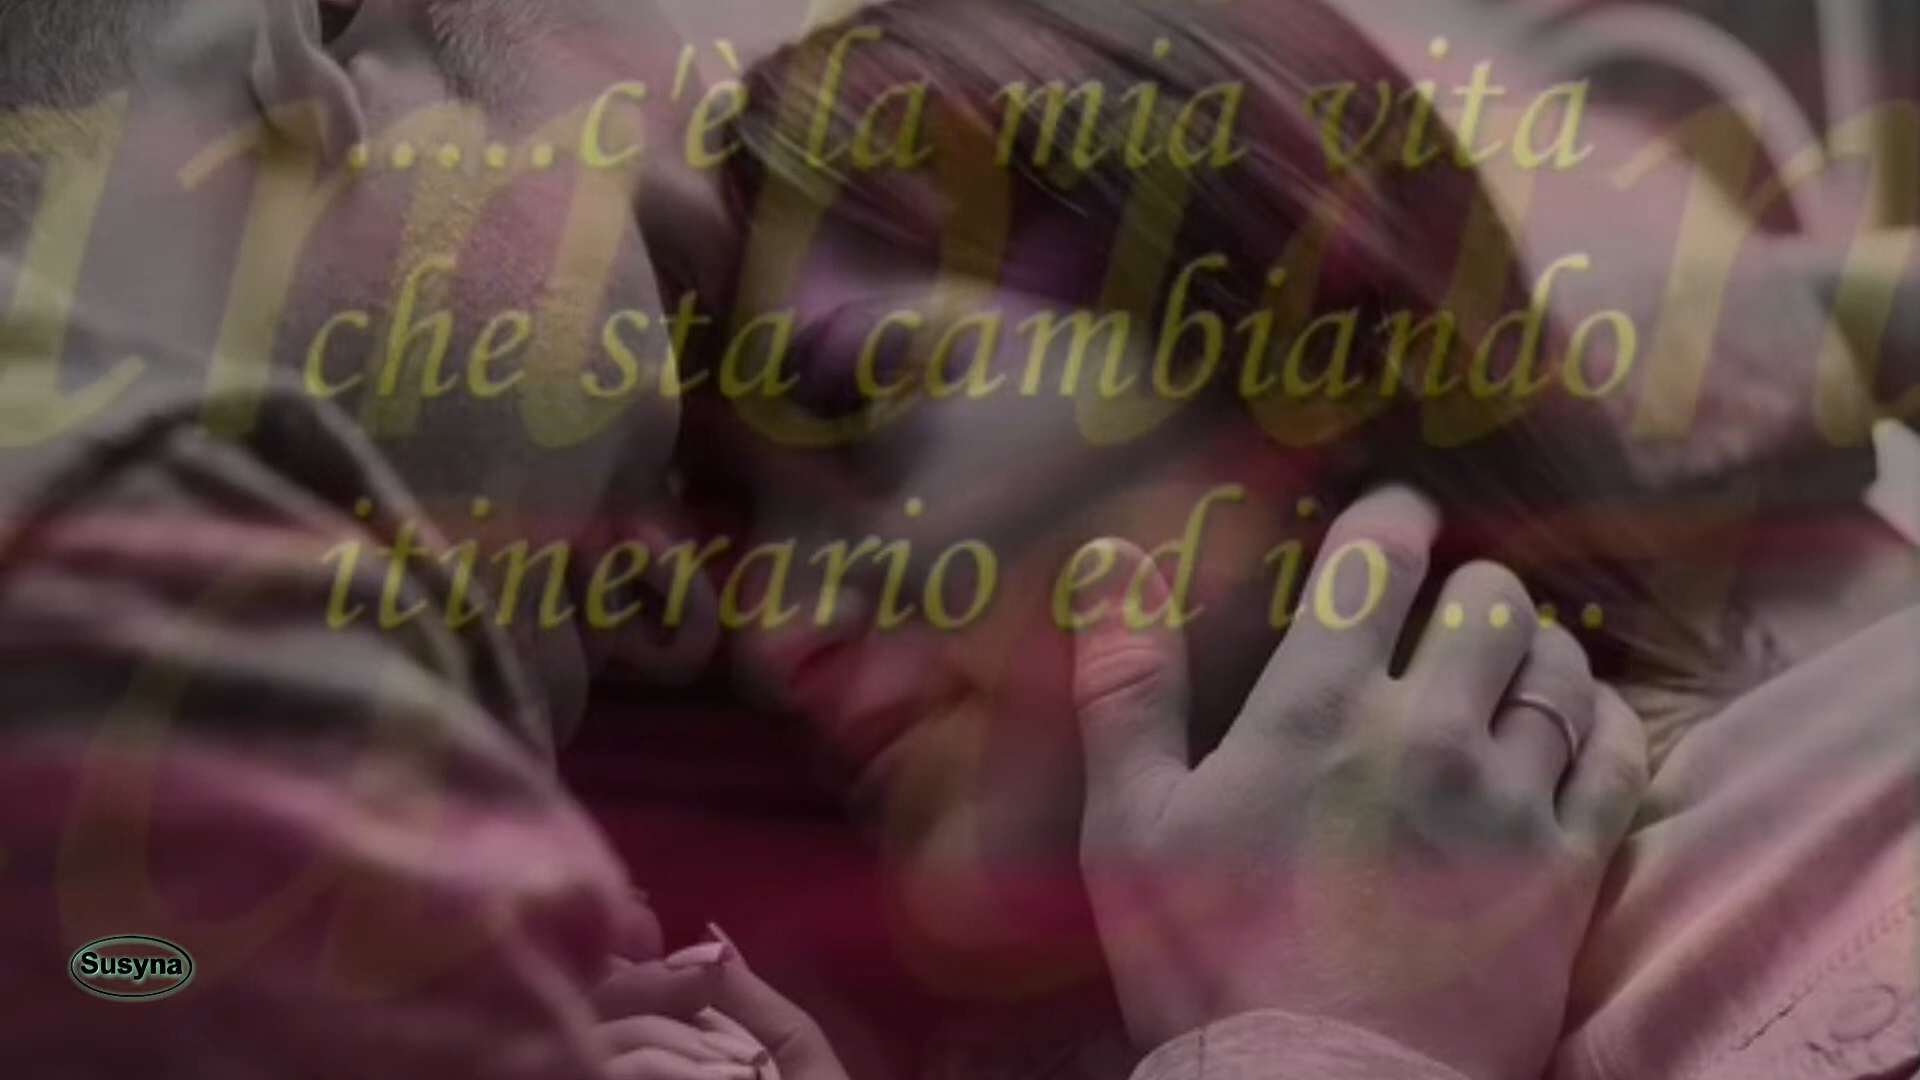 .....c'è la mia vita
che sta cambiando
itinerario ed io ....
Susyna